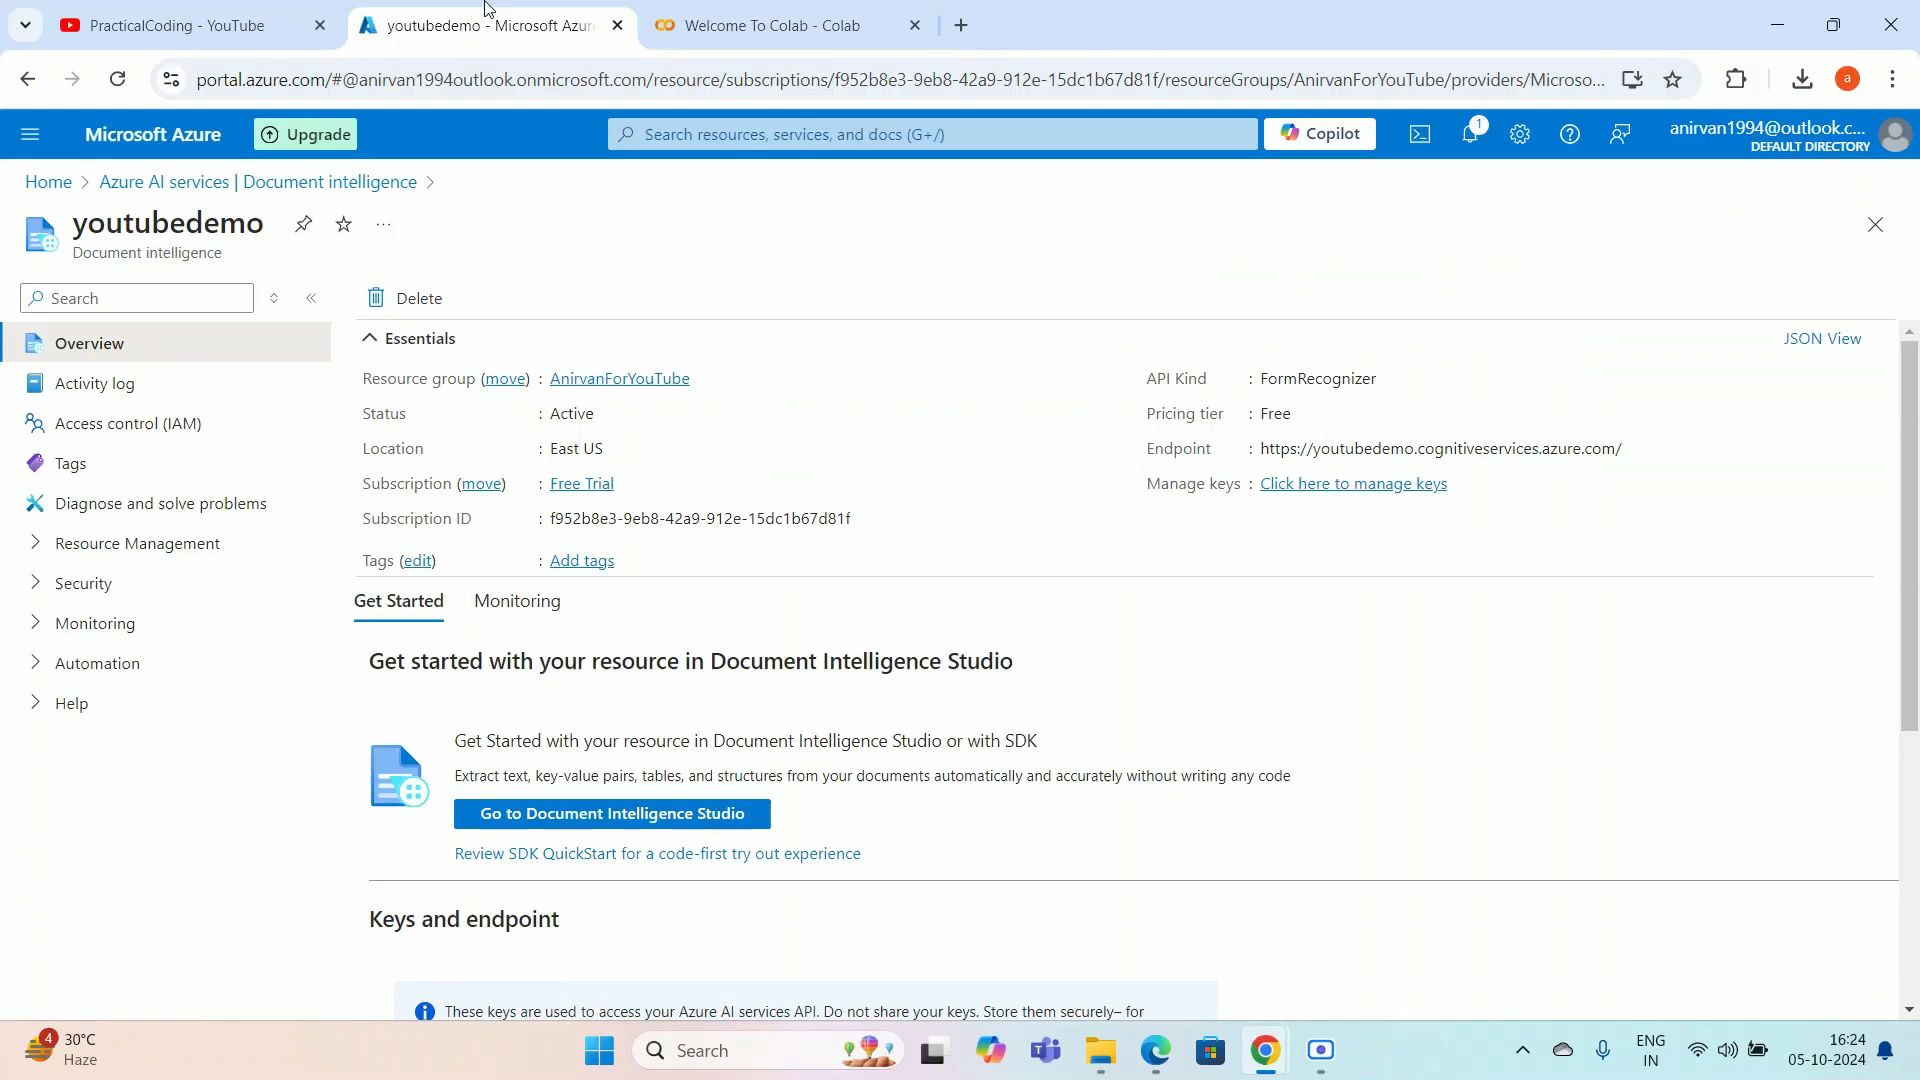 PracticalCoding - YouTube
youtubedemo - Microsoft Azur
Welcome To Colab - Colab
portal.azure.com/#@anirvan1994outlook.onmicrosoft.com/resource/subscriptions/f952b8e3-9eb8-42a9-912e-15dc1b67d81f/resourceGroups/AnirvanForYouTube/providers/Microso...
a
Microsoft Azure
Upgrade
Search resources, services, and docs (G+/)
Copilot
1
anirvan1994@outlook.c...
DEFAULT DIRECTORY
Home > Azure AI services | Document intelligence >
youtubedemo
Document intelligence
Search
Delete
Overview
Activity log
Access control (IAM)
Tags
Diagnose and solve problems
Resource Management
Security
Monitoring
Automation
Help
Essentials
JSON View
Resource group (move) : AnirvanForYouTube
Status : Active
Location : East US
Subscription (move) : Free Trial
Subscription ID : f952b8e3-9eb8-42a9-912e-15dc1b67d81f
Tags (edit) : Add tags
API Kind : FormRecognizer
Pricing tier : Free
Endpoint : https://youtubedemo.cognitiveservices.azure.com/
Manage keys : Click here to manage keys
Get Started
Monitoring
Get started with your resource in Document Intelligence Studio
Get Started with your resource in Document Intelligence Studio or with SDK
Extract text, key-value pairs, tables, and structures from your documents automatically and accurately without writing any code
Go to Document Intelligence Studio
Review SDK QuickStart for a code-first try out experience
Keys and endpoint
These keys are used to access your Azure AI services API. Do not share your keys. Store them securely– for
4
30°C
Haze
Search
ENG
IN
16:24
05-10-2024